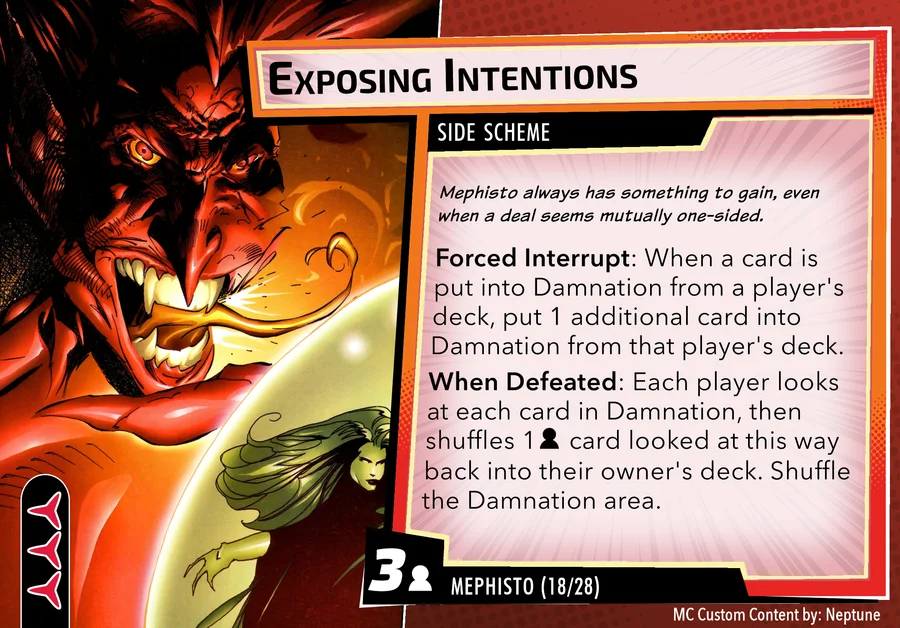 Exposing Intentions
SIDE SCHEME
Mephisto always has something to gain, even
when a deal seems mutually one-sided.
Forced Interrupt: When a card is
put into Damnation from a player's
deck, put 1 additional card into
Damnation from that player's deck.
When Defeated: Each player looks
at each card in Damnation, then
shuffles 1 card looked at this way
back into their owner's deck. Shuffle
the Damnation area.
3
MEPHISTO (18/28)
MC Custom Content by: Neptune